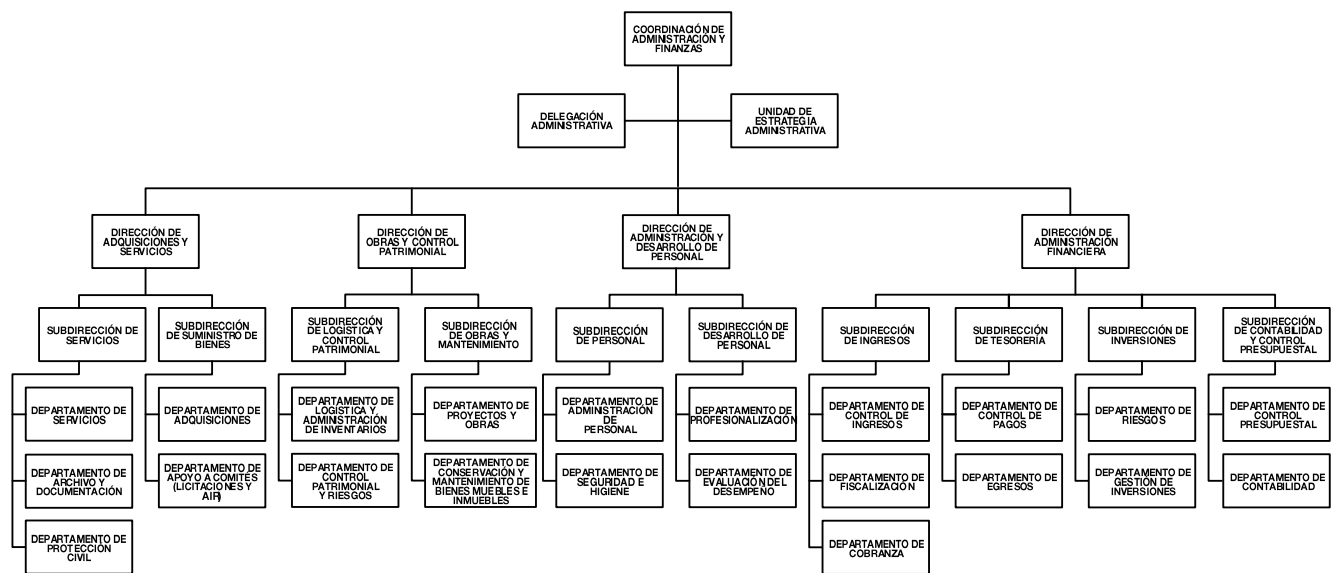 COORDINACIÓN DE
ADMINISTRACIÓN Y
FINANZAS
DELEGACIÓN
ADMINISTRATIVA
UNIDAD DE
ESTRATEGIA
ADMINISTRATIVA
DIRECCIÓN DE
ADQUISICIONES Y
SERVICIOS
DIRECCIÓN DE
OBRAS Y CONTROL
PATRIMONIAL
DIRECCIÓN DE
ADMINISTRACIÓN Y
DESARROLLO DE
PERSONAL
DIRECCIÓN DE
ADMINISTRACIÓN
FINANCIERA
SUBDIRECCIÓN DE
SERVICIOS
SUBDIRECCIÓN
DE SUMINISTRO DE
BIENES
SUBDIRECCIÓN
DE LOGÍSTICA Y
CONTROL
PATRIMONIAL
SUBDIRECCIÓN
DE OBRAS Y
MANTENIMIENTO
SUBDIRECCIÓN
DE PERSONAL
SUBDIRECCIÓN DE
DESARROLLO DE
PERSONAL
SUBDIRECCIÓN
DE INGRESOS
SUBDIRECCIÓN
DE TESORERÍA
SUBDIRECCIÓN DE
INVERSIONES
SUBDIRECCIÓN
DE CONTABILIDAD
Y CONTROL
PRESUPUESTAL
DEPARTAMENTO DE
SERVICIOS
DEPARTAMENTO DE
ADQUISICIONES
DEPARTAMENTO DE
LOGÍSTICA Y
ADMINISTRACIÓN
DE INVENTARIOS
DEPARTAMENTO DE
PROYECTOS Y
OBRAS
DEPARTAMENTO DE
ADMINISTRACIÓN
DE
PERSONAL
DEPARTAMENTO DE
PROFESIONALIZACIÓN
DEPARTAMENTO DE
CONTROL DE
INGRESOS
DEPARTAMENTO DE
CONTROL DE
PAGOS
DEPARTAMENTO DE
RIESGOS
DEPARTAMENTO DE
CONTROL
PRESUPUESTAL
DEPARTAMENTO DE
ARCHIVO Y
DOCUMENTACIÓN
DEPARTAMENTO DE
APOYO A COMITÉS
(LICITACIONES Y
AIR)
DEPARTAMENTO DE
CONTROL
PATRIMONIAL
Y RIESGOS
DEPARTAMENTO DE
CONSERVACIÓN Y
MANTENIMIENTO DE
BIENES MUEBLES E
INMUEBLES
DEPARTAMENTO DE
SEGURIDAD E
HIGIENE
DEPARTAMENTO DE
EVALUACIÓN DEL
DESEMPEÑO
DEPARTAMENTO DE
FISCALIZACIÓN
DEPARTAMENTO DE
EGRESOS
DEPARTAMENTO DE
GESTIÓN DE
INVERSIONES
DEPARTAMENTO
DE CONTABILIDAD
DEPARTAMENTO DE
PROTECCIÓN
CIVIL
DEPARTAMENTO DE
COBRANZA